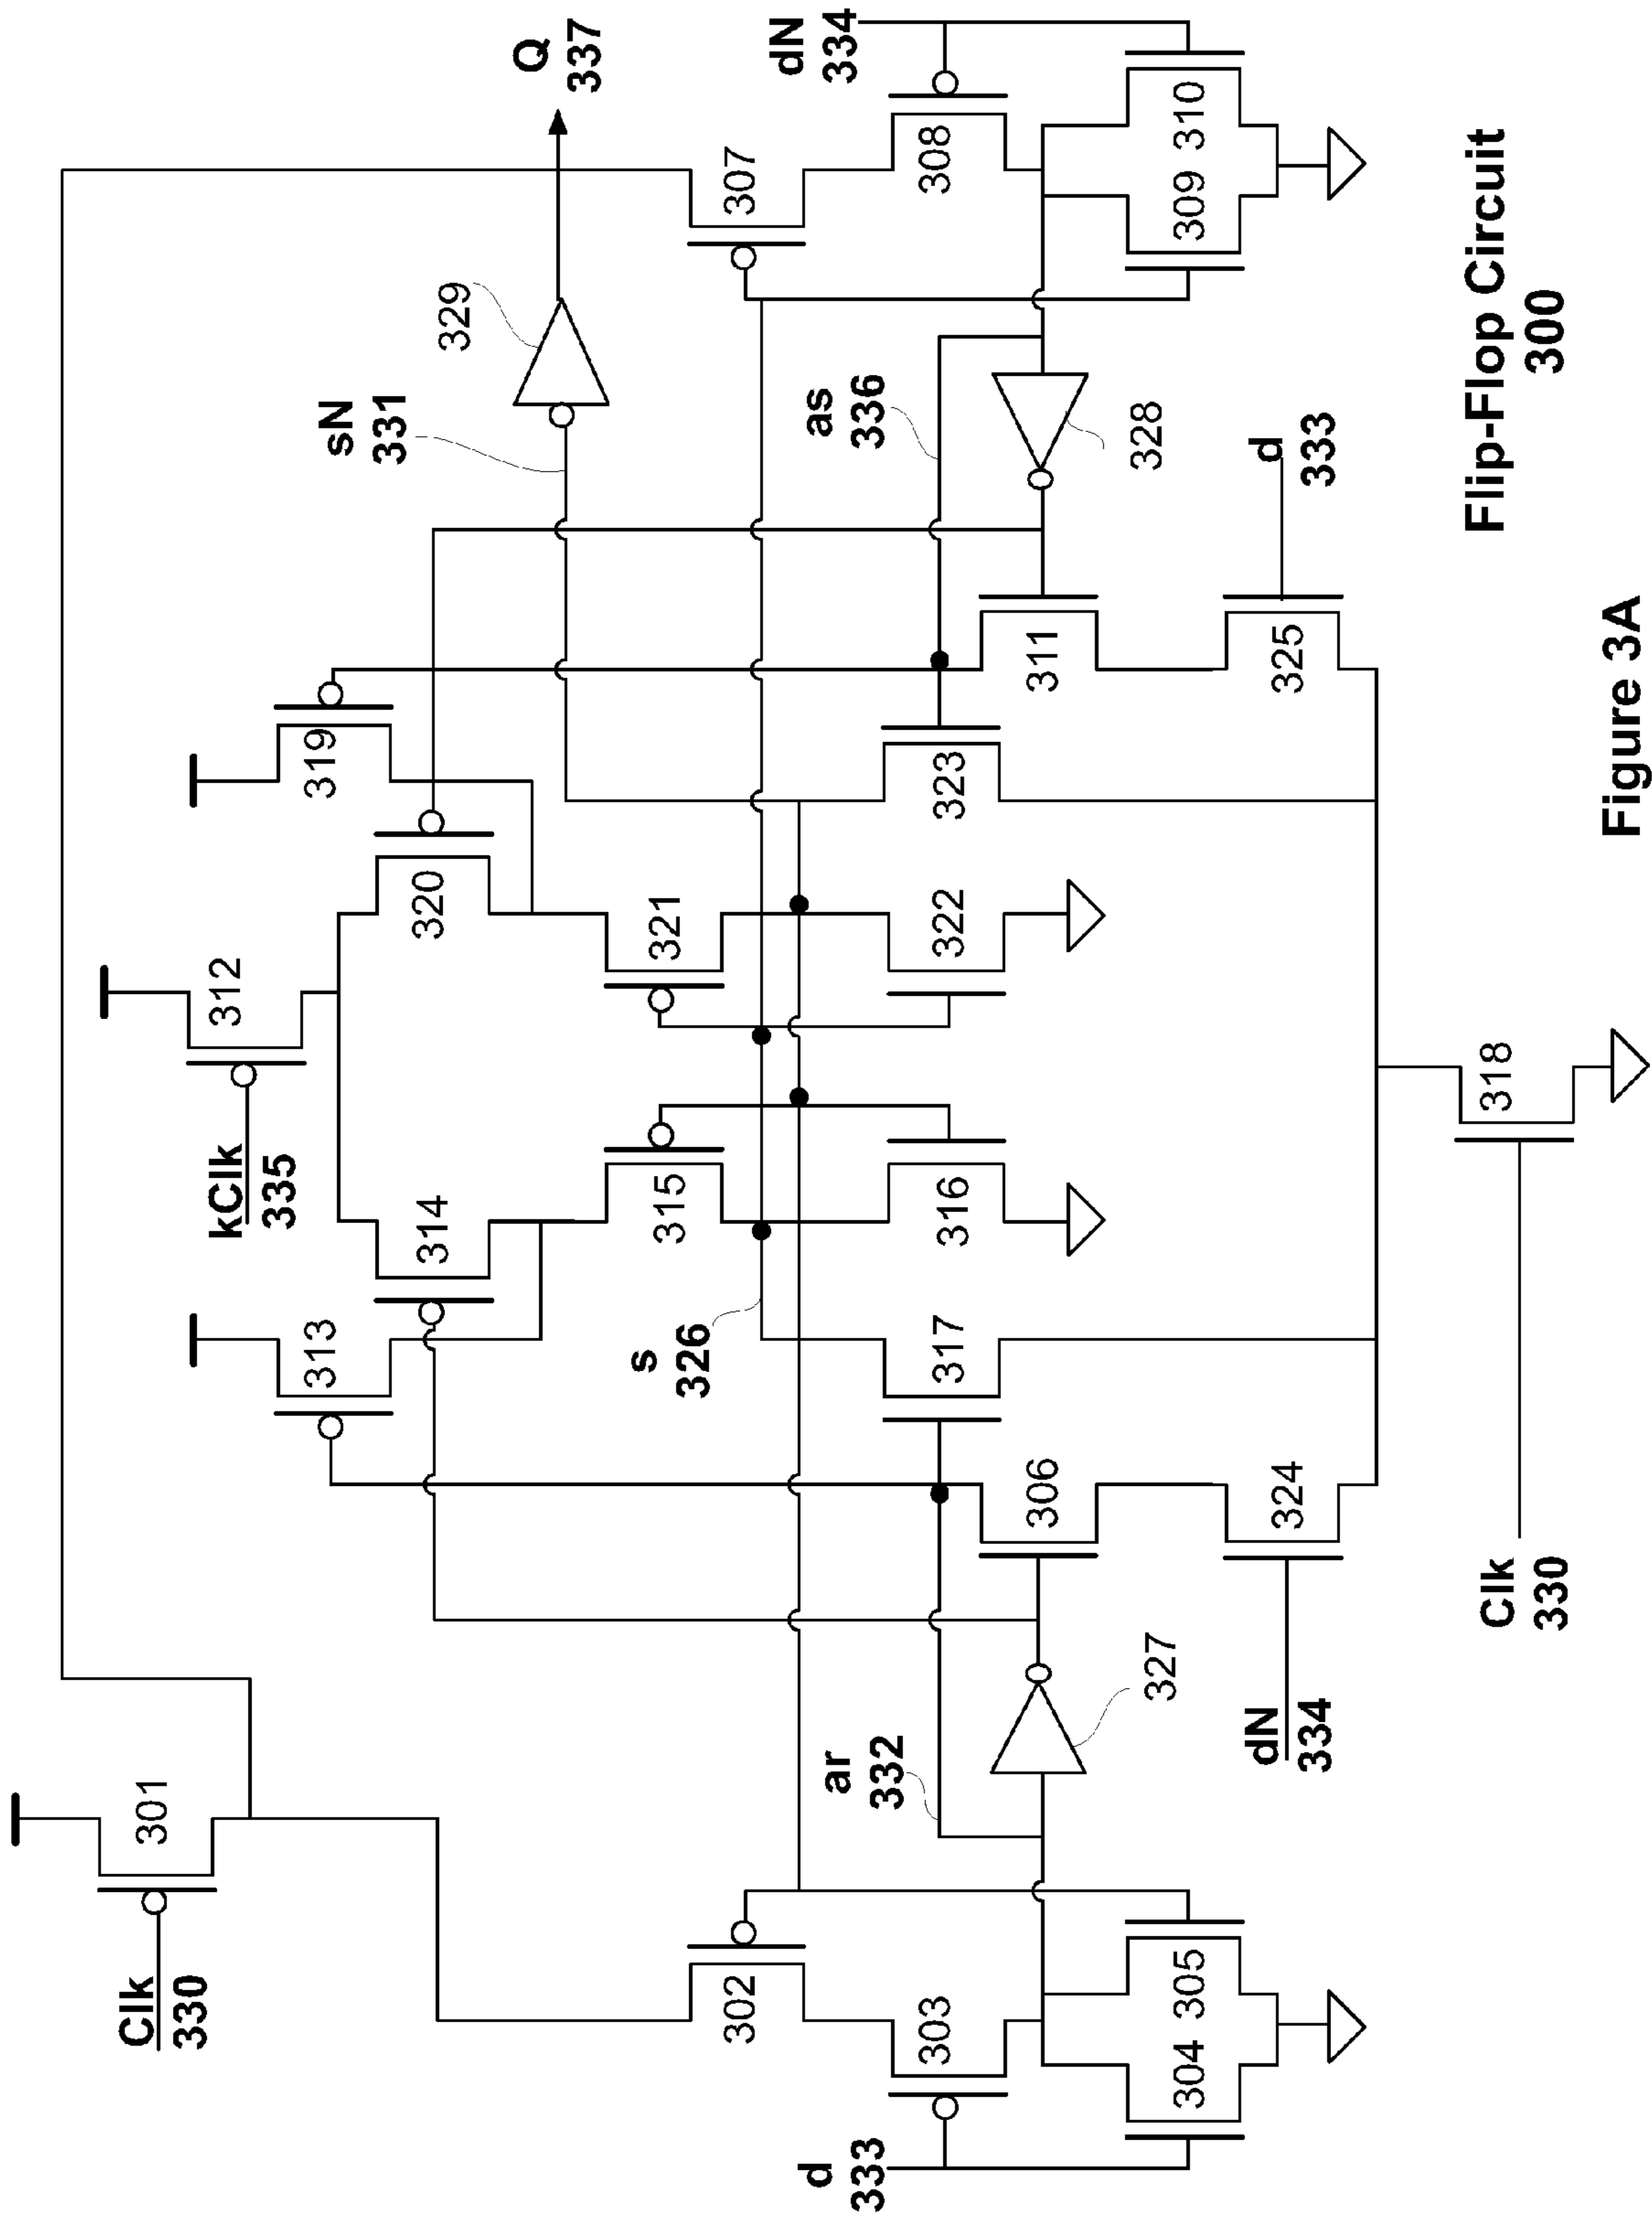 Clk
330
301
302
d
333
303
304
305
ar
332
327
dN
334
306
324
313
314
kClk
335
312
s
326
317
315
316
318
Clk
330
320
321
322
319
323
311
325
d
333
328
as
336
sN
331
329
Q
337
307
308
dN
334
309
310
Flip-Flop Circuit
300
Figure 3A